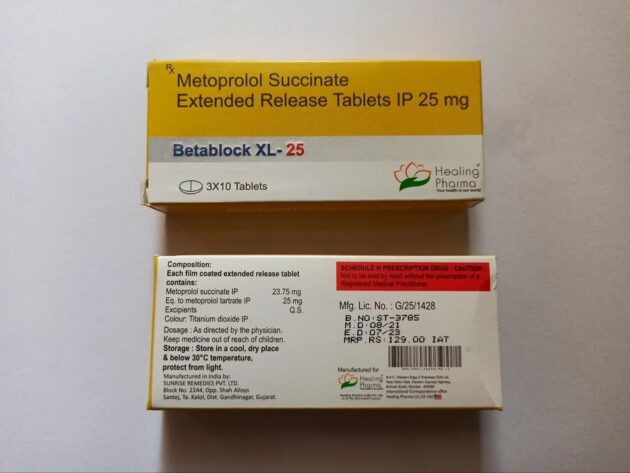 Rx
Metoprolol Succinate
Extended Release Tablets IP 25 mg
Betablock XL- 25
3X10 Tablets
Healing
Pharma
Your health is our world
Composition:
Each film coated extended release tablet
contains:
Metoprolol succinate IP 23.75 mg
Eq. to metoprolol tartrate IP 25 mg
Excipients Q.S.
Colour: Titanium dioxide IP
Dosage : As directed by the physician.
Keep medicine out of reach of children.
Storage : Store in a cool, dry place
& below 30°C temperature,
protect from light.
Manufactured in india by:
SUNRISE REMEDIES PVT. LTD.
Block No. 2244, Opp. Shah Alloys
Santej, Ta. Kalol, Dist. Gandhinagar, Gujarat.
SCHEDULE H PRESCRIPTION DRUG : CAUTION
Not to be sold by retail without the prescription of a
Registered Medical Practitioner.
Mfg. Lic. No. : G/25/1428
B.NO:ST-378S
M.D:08/21
E.D:07/23
MRP.RS:129.00 IAT
Manufactured for
Healing
Pharma